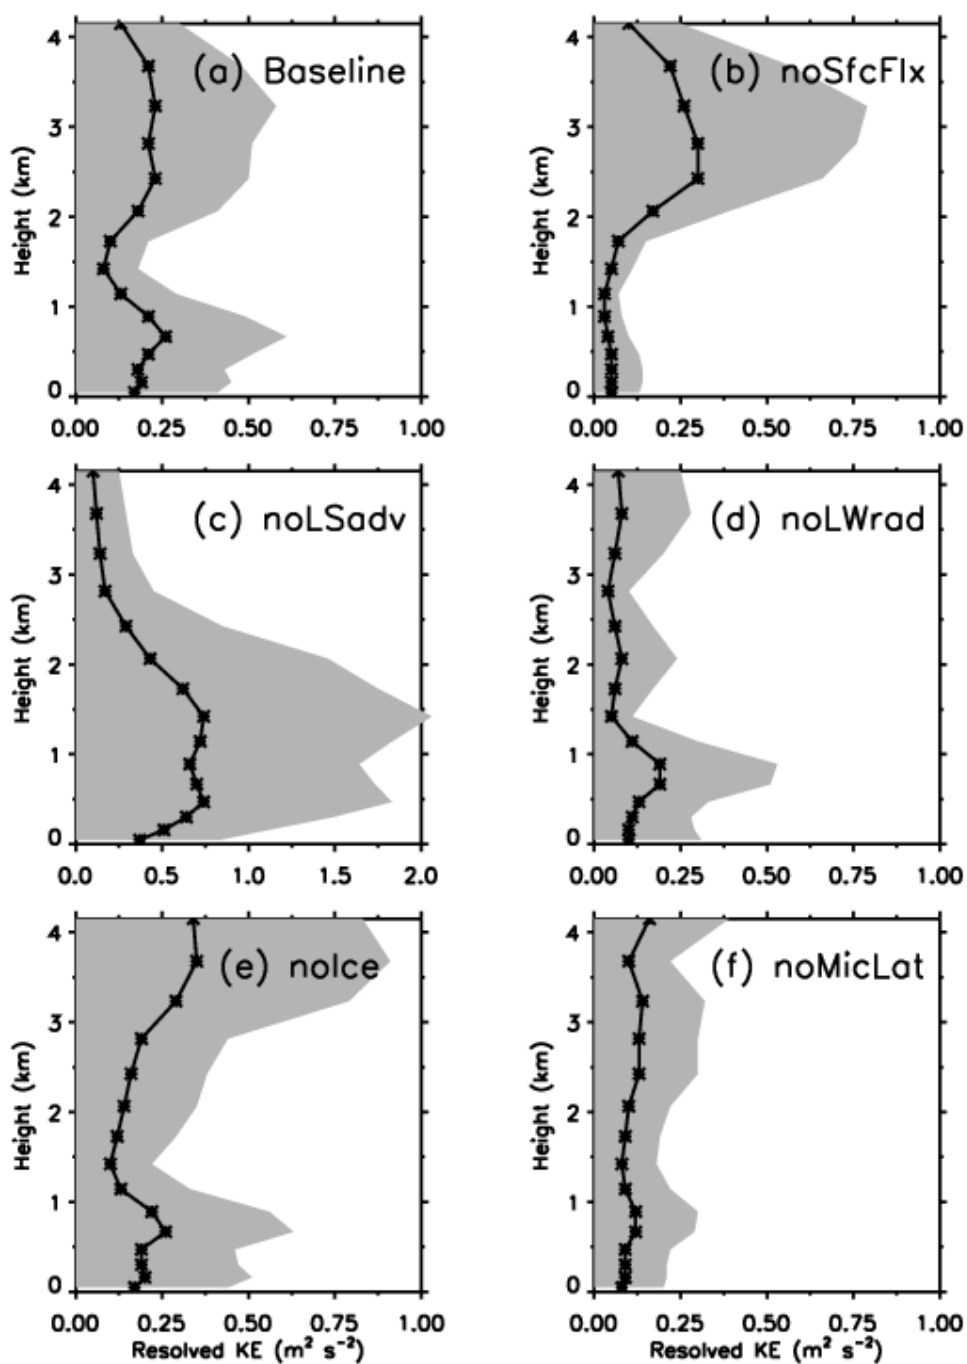 (a) Baseline
Height (km)
4
3
2
1
0
0.00 0.25 0.50 0.75 1.00
(b) noSfcFlx
Height (km)
4
3
2
1
0
0.00 0.25 0.50 0.75 1.00
(c) noLSadv
Height (km)
4
3
2
1
0
0.0 0.5 1.0 1.5 2.0
(d) noLWrad
Height (km)
4
3
2
1
0
0.00 0.25 0.50 0.75 1.00
(e) noIce
Height (km)
4
3
2
1
0
0.00 0.25 0.50 0.75 1.00
Resolved KE (m² s⁻²)
(f) noMicLat
Height (km)
4
3
2
1
0
0.00 0.25 0.50 0.75 1.00
Resolved KE (m² s⁻²)